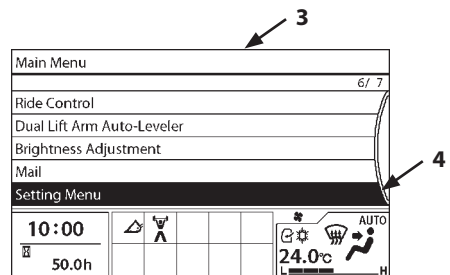 3
Main Menu
6/ 7
Ride Control
Dual Lift Arm Auto-Leveler
Brightness Adjustment
Mail
4
Setting Menu
10:00
AUTO
50.0h
24.0℃
L H